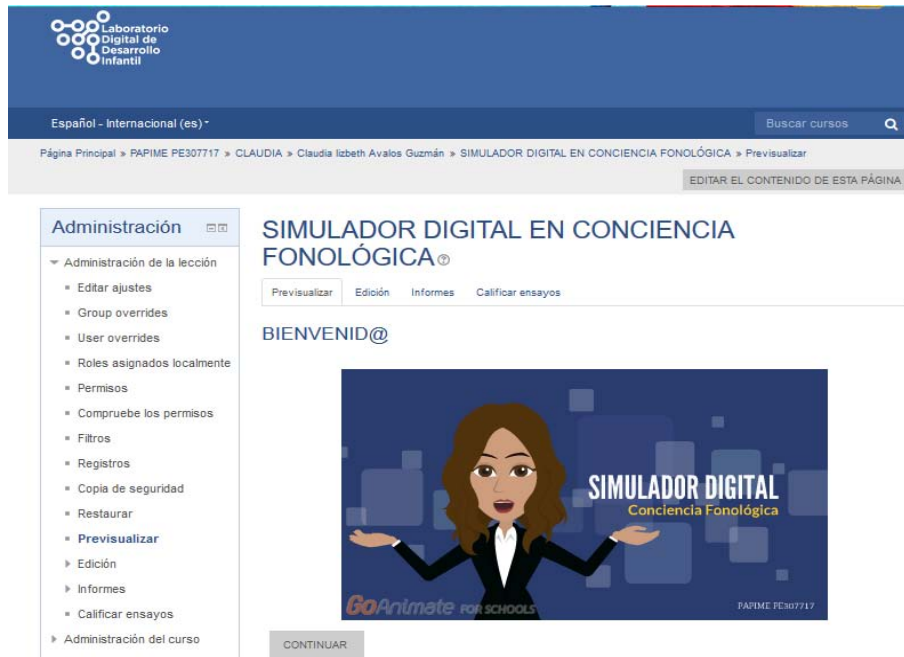 Laboratorio
Digital de
Desarrollo
Infantil
Español - Internacional (es)
Buscar cursos
Página Principal » PAPIME PE307717 » CLAUDIA » Claudia lizbeth Avalos Guzmán » SIMULADOR DIGITAL EN CONCIENCIA FONOLÓGICA » Previsualizar
EDITAR EL CONTENIDO DE ESTA PÁGINA
Administración
Administración de la lección
Editar ajustes
Group overrides
User overrides
Roles asignados localmente
Permisos
Compruebe los permisos
Filtros
Registros
Copia de seguridad
Restaurar
Previsualizar
Edición
Informes
Calificar ensayos
Administración del curso
SIMULADOR DIGITAL EN CONCIENCIA
FONOLÓGICA
Previsualizar Edición Informes Calificar ensayos
BIENVENID@
SIMULADOR DIGITAL
Conciencia Fonológica
GoAnimate FOR SCHOOLS
PAPIME PE307717
CONTINUAR